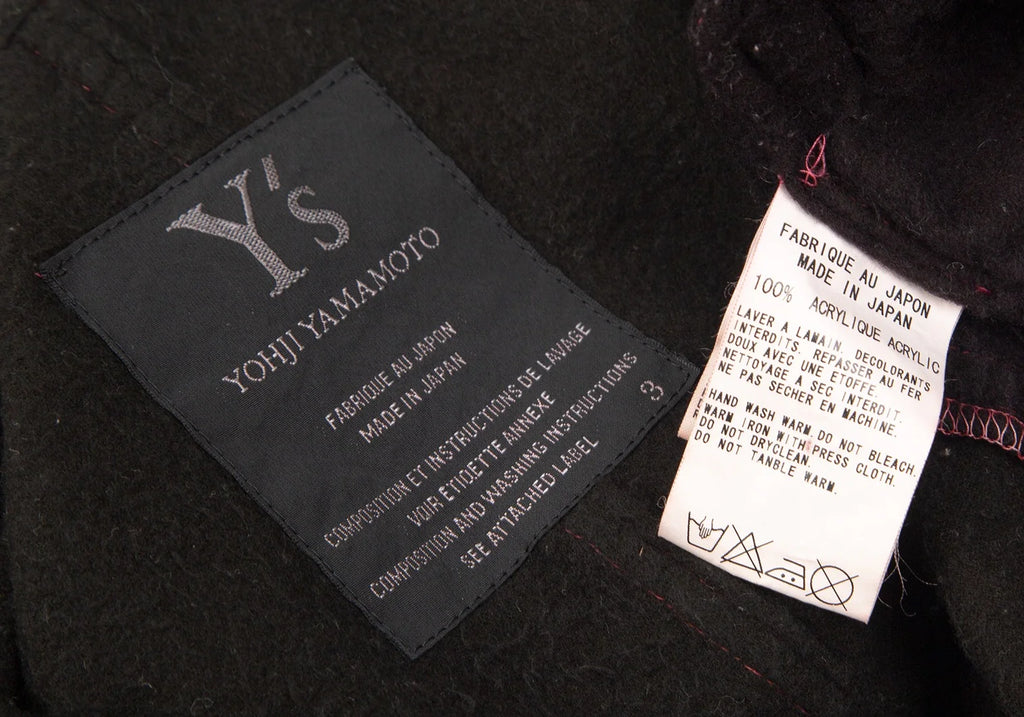 Y's
YOHJI YAMAMOTO
FABRIQUE AU JAPON
MADE IN JAPAN
COMPOSITION ET INSTRUCTIONS DE LAVAGE
VOIR ETIQETTE ANNEXE
COMPOSITION AND WASHING INSTRUCTIONS
SEE ATTACHED LABEL
3
FABRIQUE AU JAPON
MADE IN JAPAN
100% ACRYLIQUE ACRYLIC
LAVER A LAMAIN. DECOLORANTS
INTERDITS. REPASSER AU FER
DOUX AVEC UNE ETOFFE.
NETTOYAGE A SEC INTERDIT.
NE PAS SECHER EN MACHINE.
HAND WASH WARM. DO NOT BLEACH.
WARM IRON WITH PRESS CLOTH.
DO NOT DRYCLEAN.
DO NOT TANBLE WARM.